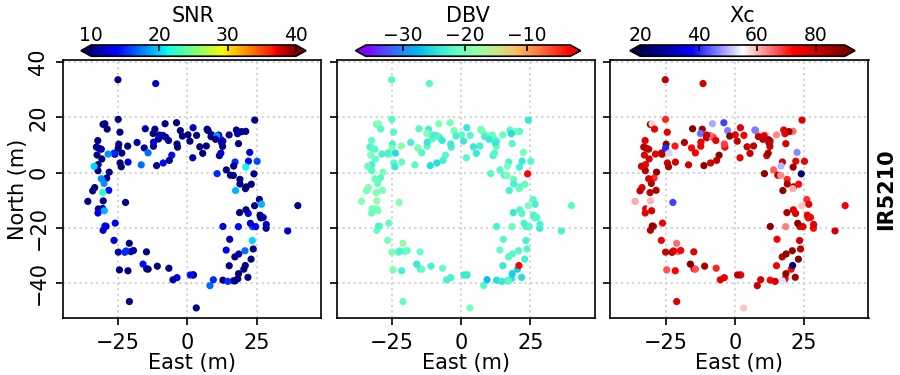 SNR
DBV
Xc
10 20 30 40
−30 −20 −10
20 40 60 80
40
20
0
−20
−40
North (m)
−25 0 25
−25 0 25
−25 0 25
East (m)
East (m)
East (m)
IR5210